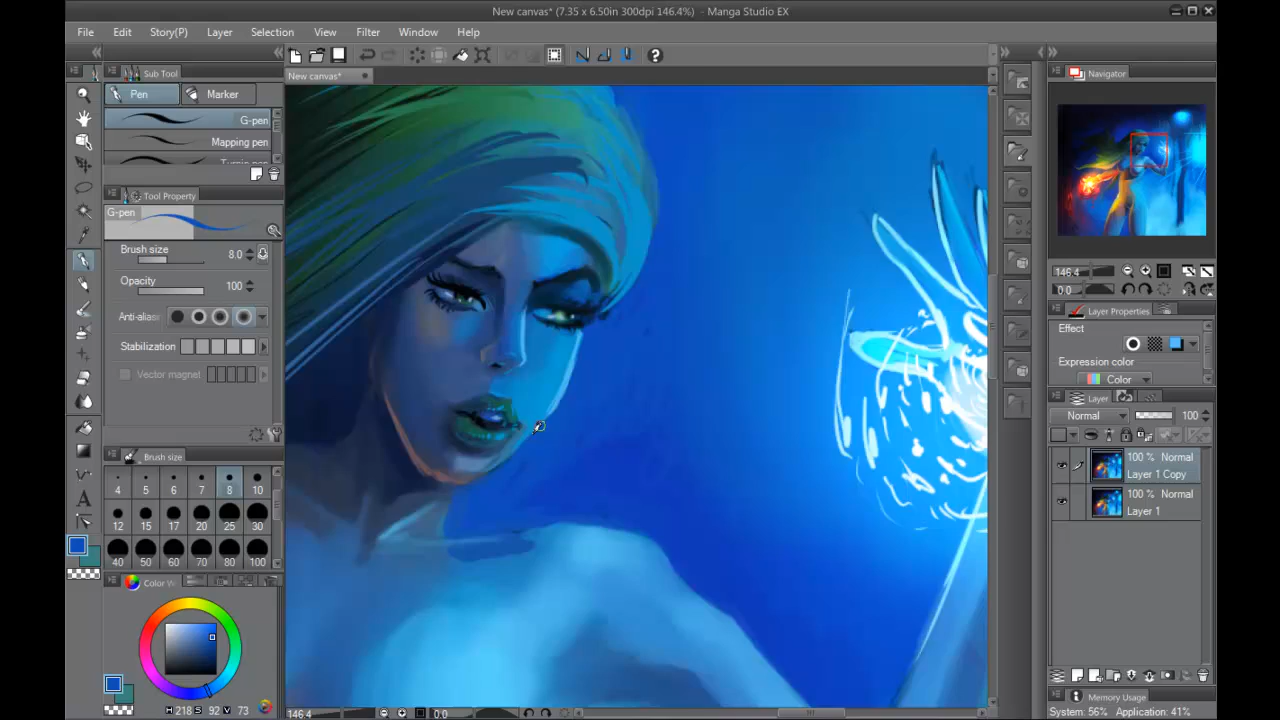 New canvas* (7.35 x 6.50in 300dpi 146.4%) - Manga Studio EX
File Edit Story(P) Layer Selection View Filter Window Help
New canvas*
Sub Tool
Pen Marker
G-pen
Mapping pen
Turnip pen
Tool Property
G-pen
Brush size 8.0
Opacity 100
Anti-alias
Stabilization
Vector magnet
Brush size
4 5 6 7 8 10
12 15 17 20 25 30
40 50 60 70 80 100
Color W
H 218 S 92 V 73
146.4 0.0
Navigator
146.4
0.0
Layer Properties
Effect
Expression color
Color
Layer
Normal 100
100 % Normal
Layer 1 Copy
100 % Normal
Layer 1
Memory Usage
System: 56% Application: 41%